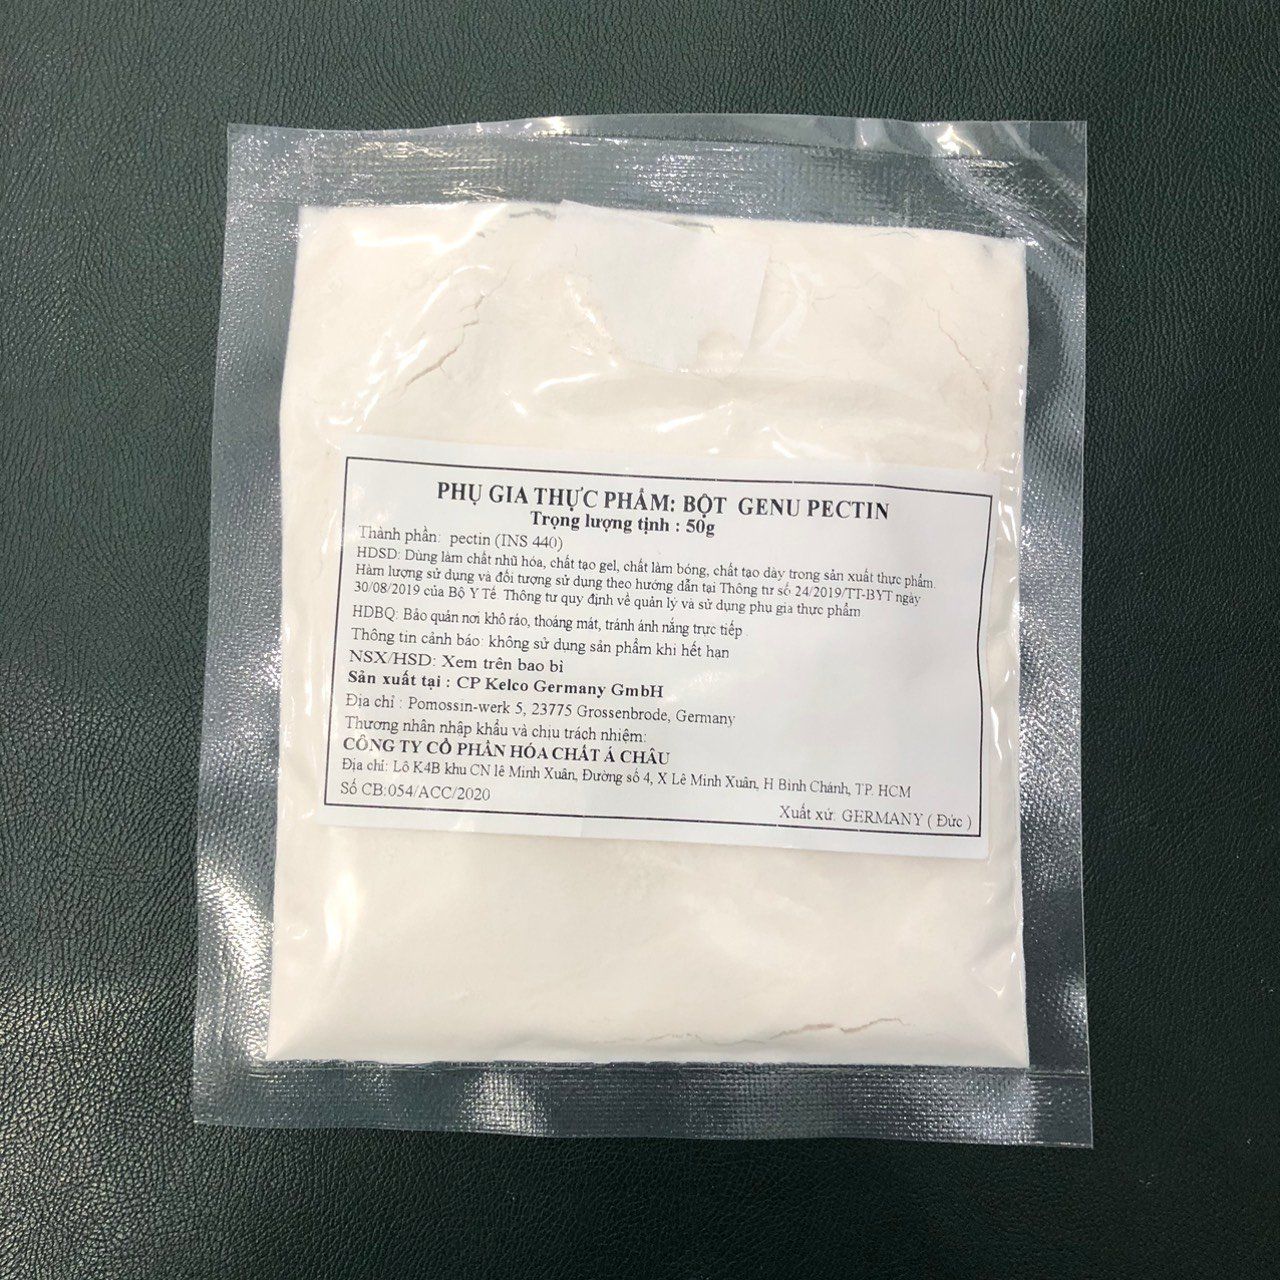 PHỤ GIA THỰC PHẨM: BỘT GENU PECTIN
Trọng lượng tịnh : 50g
Thành phần: pectin (INS 440)
HDSD: Dùng làm chất nhũ hóa, chất tạo gel, chất làm bóng, chất tạo dày trong sản xuất thực phẩm.
Hàm lượng sử dụng và đối tượng sử dụng theo hướng dẫn tại Thông tư số 24/2019/TT-BYT ngày
30/08/2019 của Bộ Y Tế. Thông tư quy định về quản lý và sử dụng phụ gia thực phẩm
HDBQ: Bảo quản nơi khô ráo, thoáng mát, tránh ánh nắng trực tiếp .
Thông tin cảnh báo: không sử dụng sản phẩm khi hết hạn
NSX/HSD: Xem trên bao bì
Sản xuất tại : CP Kelco Germany GmbH
Địa chỉ : Pomossin-werk 5, 23775 Grossenbrode, Germany
Thương nhân nhập khẩu và chịu trách nhiệm:
CÔNG TY CỔ PHẦN HÓA CHẤT Á CHÂU
Địa chỉ: Lô K4B khu CN lê Minh Xuân, Đường số 4, X Lê Minh Xuân, H Bình Chánh, TP. HCM
Số CB:054/ACC/2020
Xuất xứ: GERMANY ( Đức )